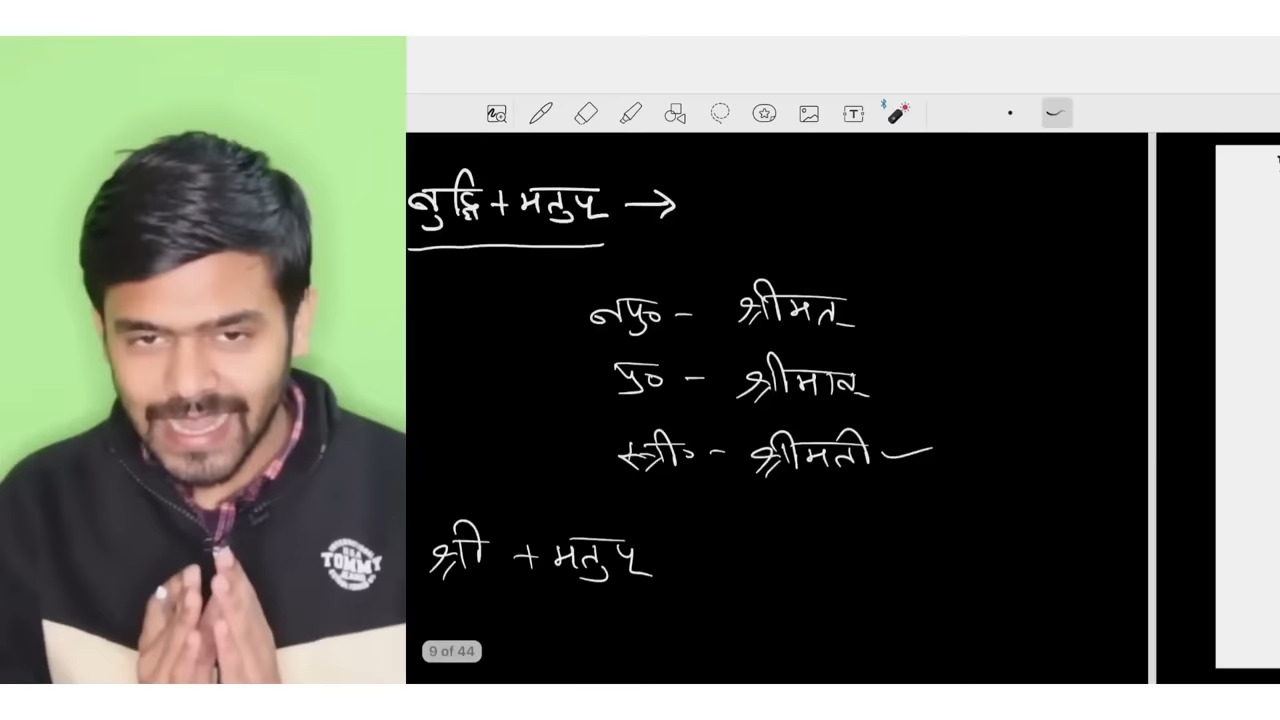 बुद्धि + मतुप् →
नपु० - श्रीमत्
पु० - श्रीमान्
स्त्री० - श्रीमती
श्री + मतुप्
9 of 44
TOMMY